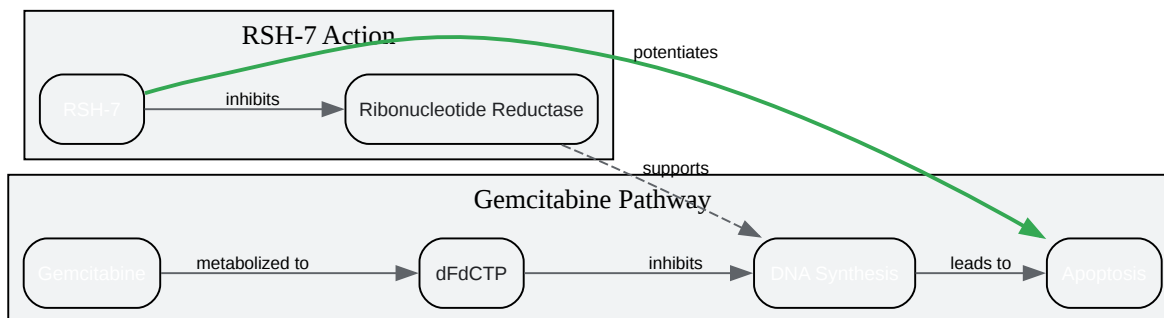 RSH-7 Action
potentiates
RSH-7
inhibits
Ribonucleotide Reductase
supports
Gemcitabine Pathway
Gemcitabine
metabolized to
dFdCTP
inhibits
DNA Synthesis
leads to
Apoptosis